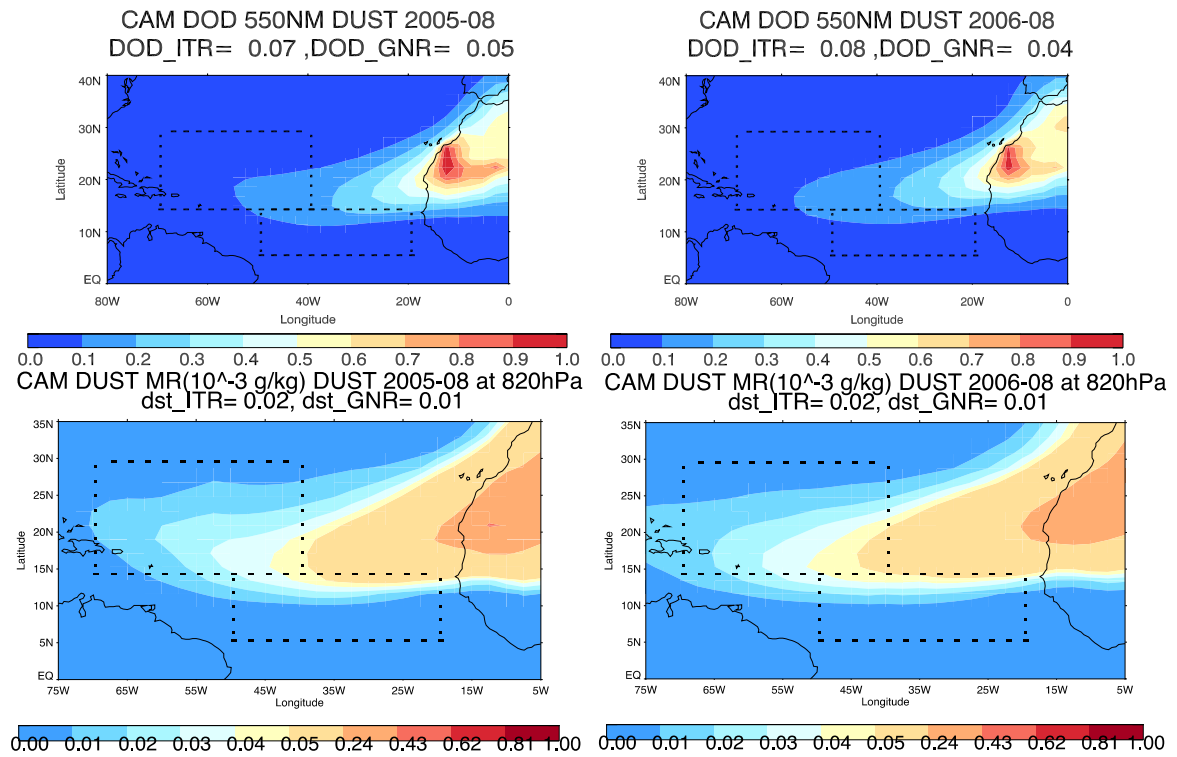 CAM DOD 550NM DUST 2005-08
DOD_ITR= 0.07 ,DOD_GNR= 0.05
40N
30N
20N
10N
EQ
Latitude
80W 60W 40W 20W 0
Longitude
0.0 0.1 0.2 0.3 0.4 0.5 0.6 0.7 0.8 0.9 1.0
CAM DOD 550NM DUST 2006-08
DOD_ITR= 0.08 ,DOD_GNR= 0.04
40N
30N
20N
10N
EQ
Latitude
80W 60W 40W 20W 0
Longitude
0.0 0.1 0.2 0.3 0.4 0.5 0.6 0.7 0.8 0.9 1.0
CAM DUST MR(10^-3 g/kg) DUST 2005-08 at 820hPa
dst_ITR= 0.02, dst_GNR= 0.01
35N
30N
25N
20N
15N
10N
5N
EQ
Latitude
75W 65W 55W 45W 35W 25W 15W 5W
Longitude
0.00 0.01 0.02 0.03 0.04 0.05 0.24 0.43 0.62 0.81 1.00
CAM DUST MR(10^-3 g/kg) DUST 2006-08 at 820hPa
dst_ITR= 0.02, dst_GNR= 0.01
35N
30N
25N
20N
15N
10N
5N
EQ
Latitude
75W 65W 55W 45W 35W 25W 15W 5W
Longitude
0.00 0.01 0.02 0.03 0.04 0.05 0.24 0.43 0.62 0.81 1.00